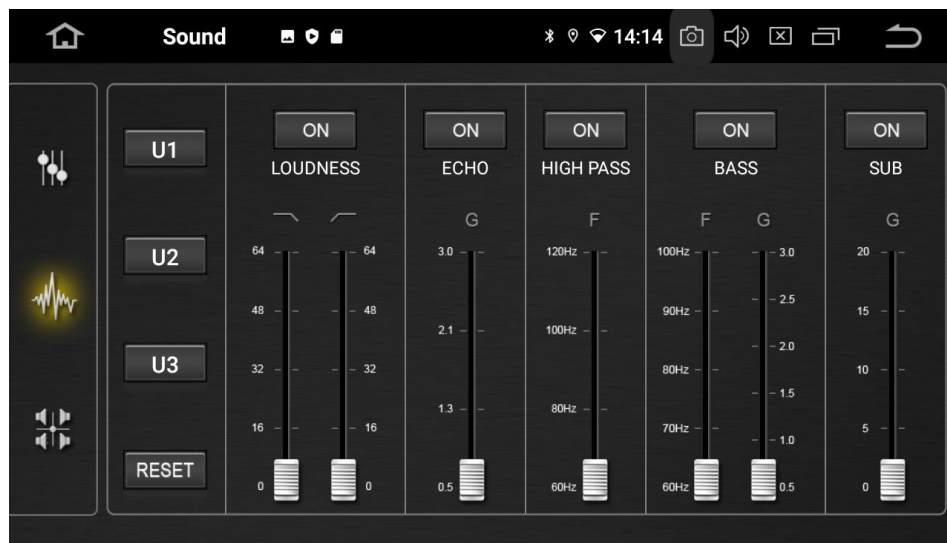 Sound 14:14
U1
U2
U3
RESET
ON
LOUDNESS
64 64
48 48
32 32
16 16
0 0
ON
ECHO
G
3.0
2.1
1.3
0.5
ON
HIGH PASS
F
120Hz
100Hz
80Hz
60Hz
ON
BASS
F G
100Hz 3.0
90Hz 2.5
2.0
80Hz 1.5
70Hz 1.0
60Hz 0.5
ON
SUB
G
20
15
10
5
0